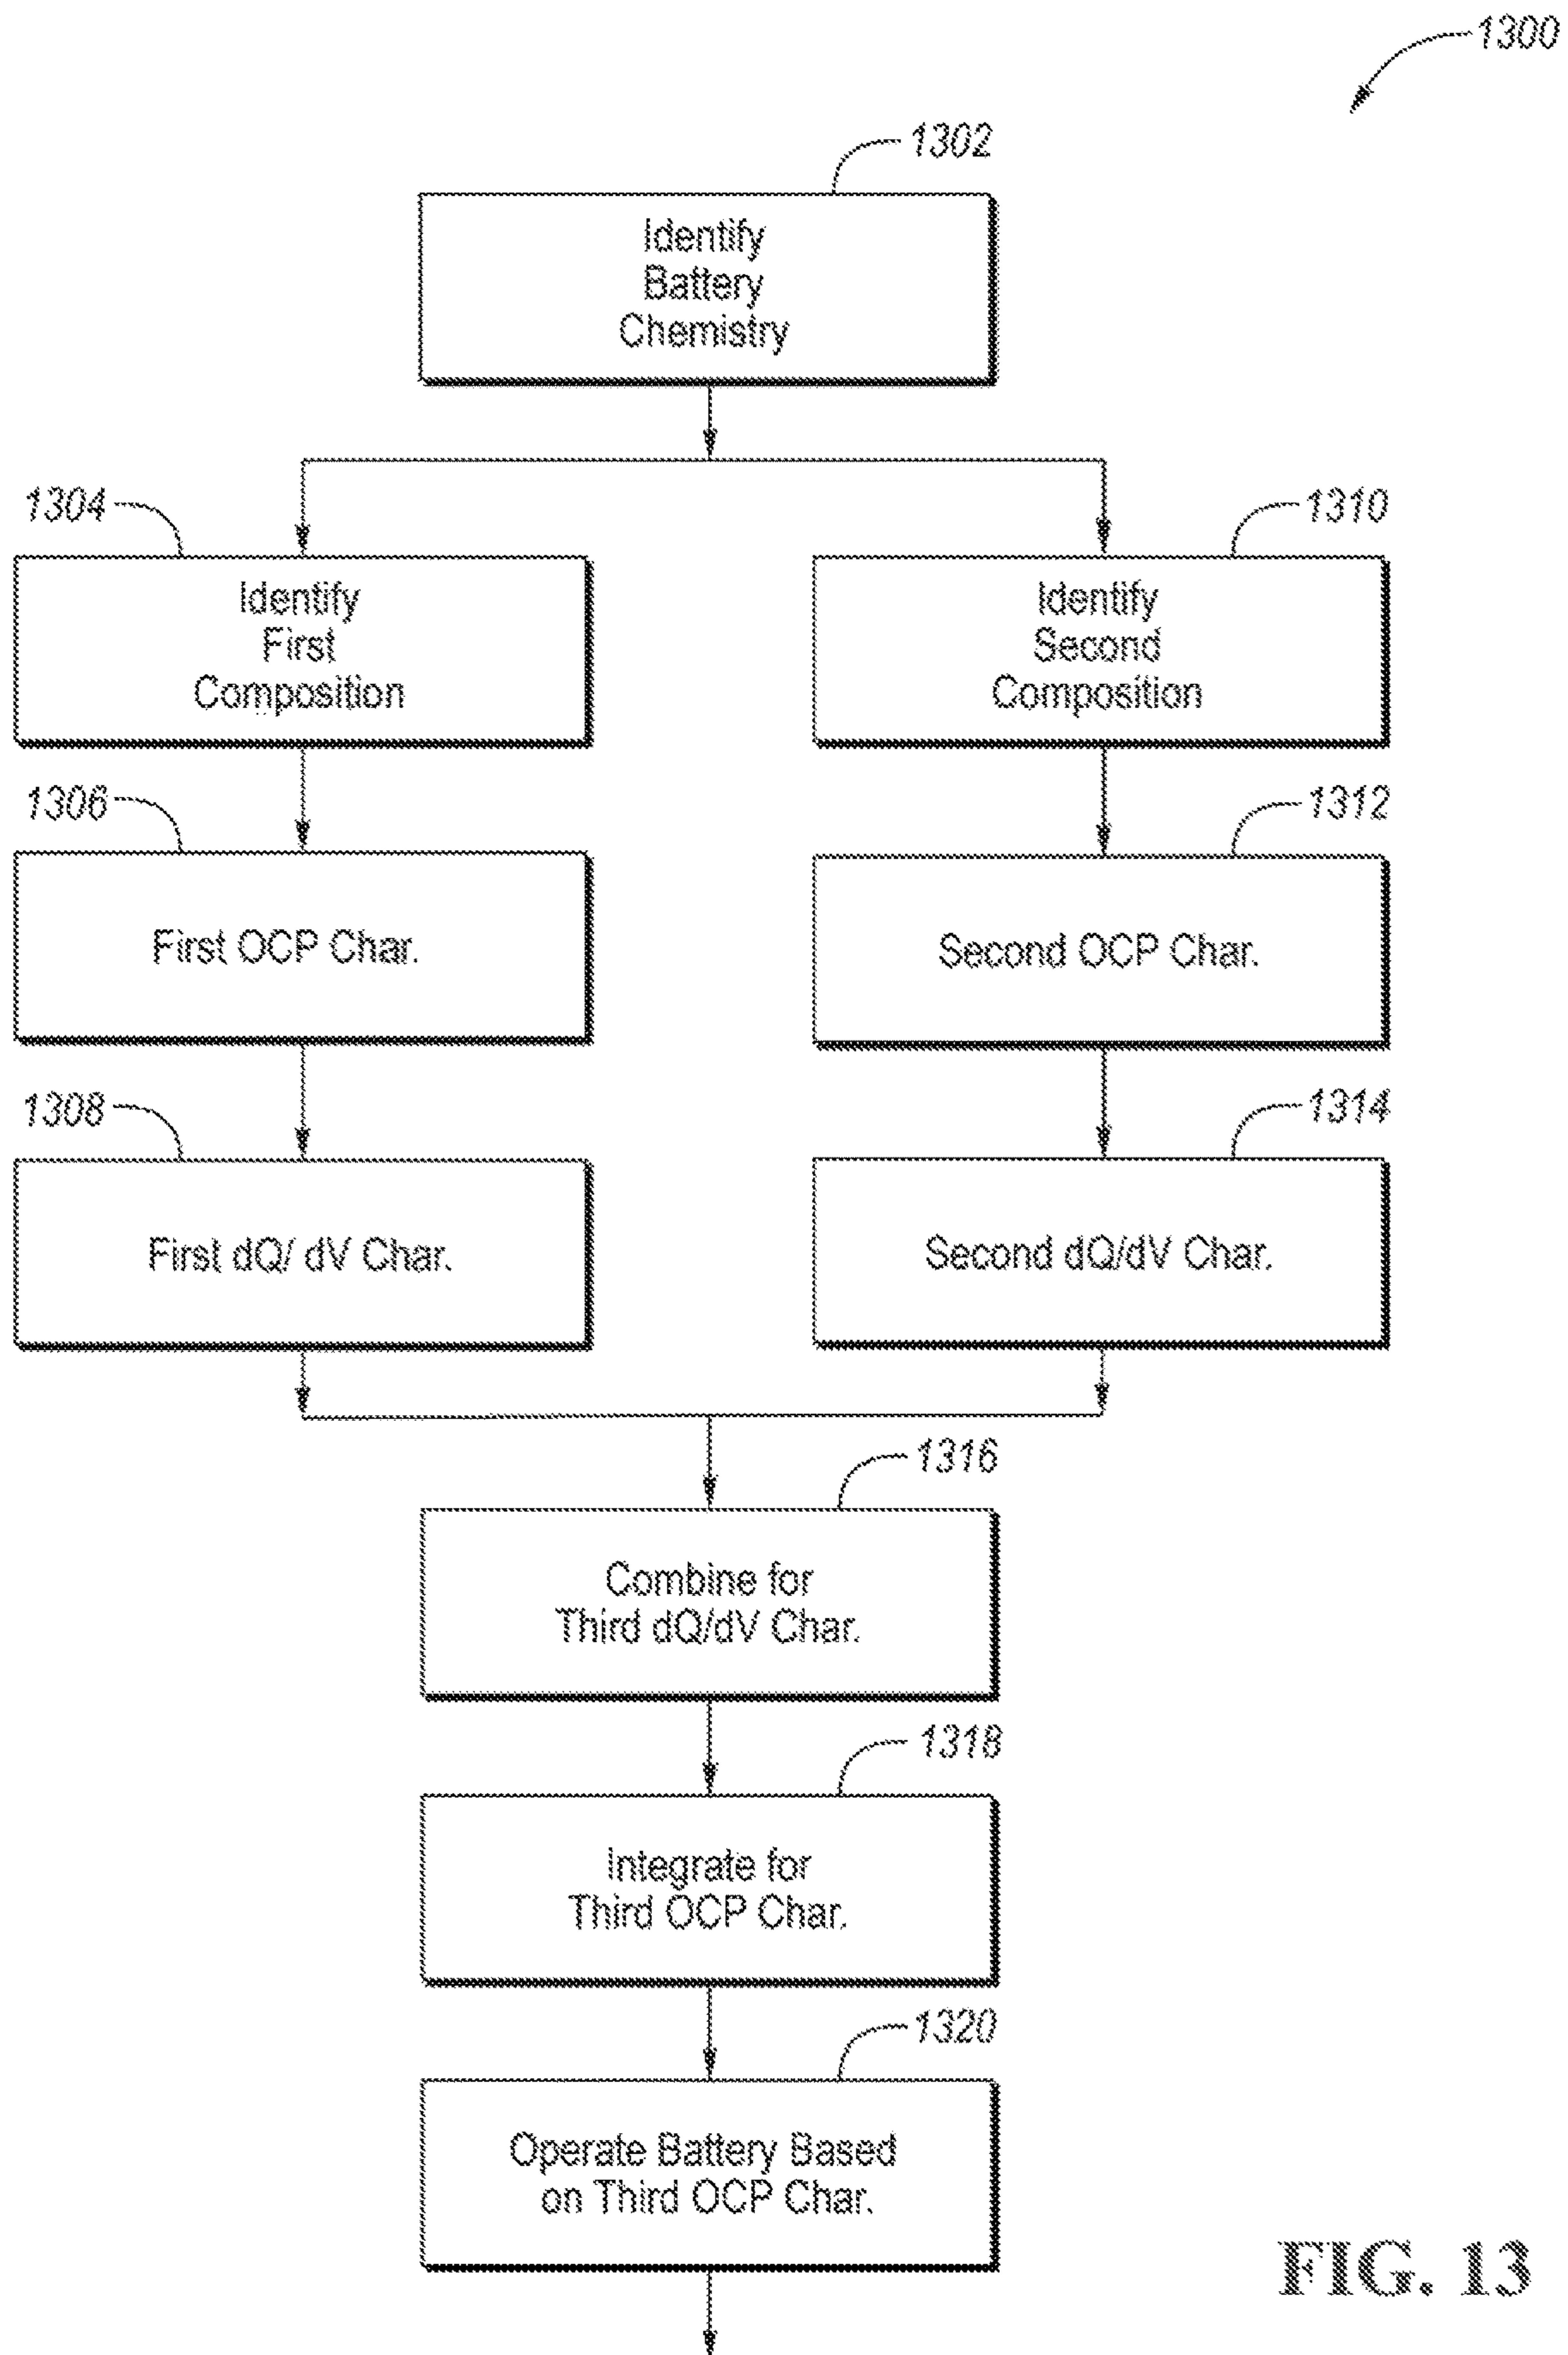 1300
1302
Identify
Battery
Chemistry
1304
Identify
First
Composition
1310
Identify
Second
Composition
1306
First OCP Char.
1312
Second OCP Char.
1308
First dQ/ dV Char.
1314
Second dQ/dV Char.
1316
Combine for
Third dQ/dV Char.
1318
Integrate for
Third OCP Char.
1320
Operate Battery Based
on Third OCP Char.
FIG. 13